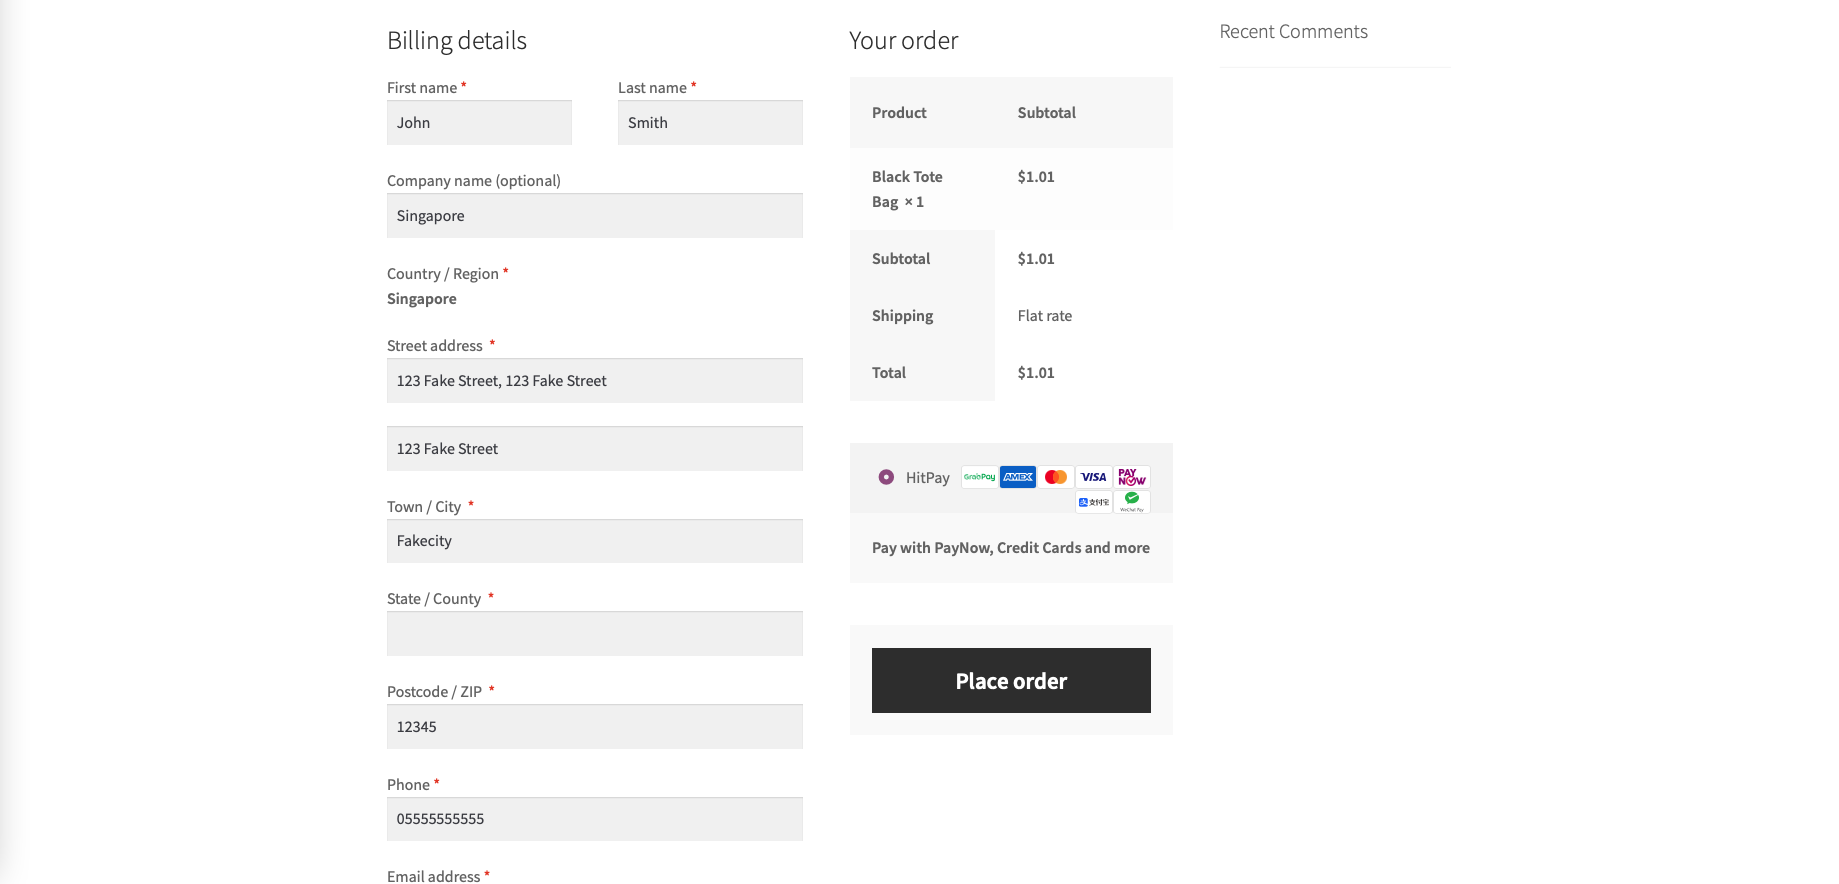 Billing details
First name *
Last name *
John
Smith
Company name (optional)
Singapore
Country / Region *
Singapore
Street address *
123 Fake Street, 123 Fake Street
123 Fake Street
Town / City *
Fakecity
State / County *
Postcode / ZIP *
12345
Phone *
05555555555
Email address *
Your order
Product Subtotal
Black Tote $1.01
Bag × 1
Subtotal $1.01
Shipping Flat rate
Total $1.01
HitPay GrabPay AMEX VISA PAY
NOW
支付宝 WeChat Pay
Pay with PayNow, Credit Cards and more
Place order
Recent Comments